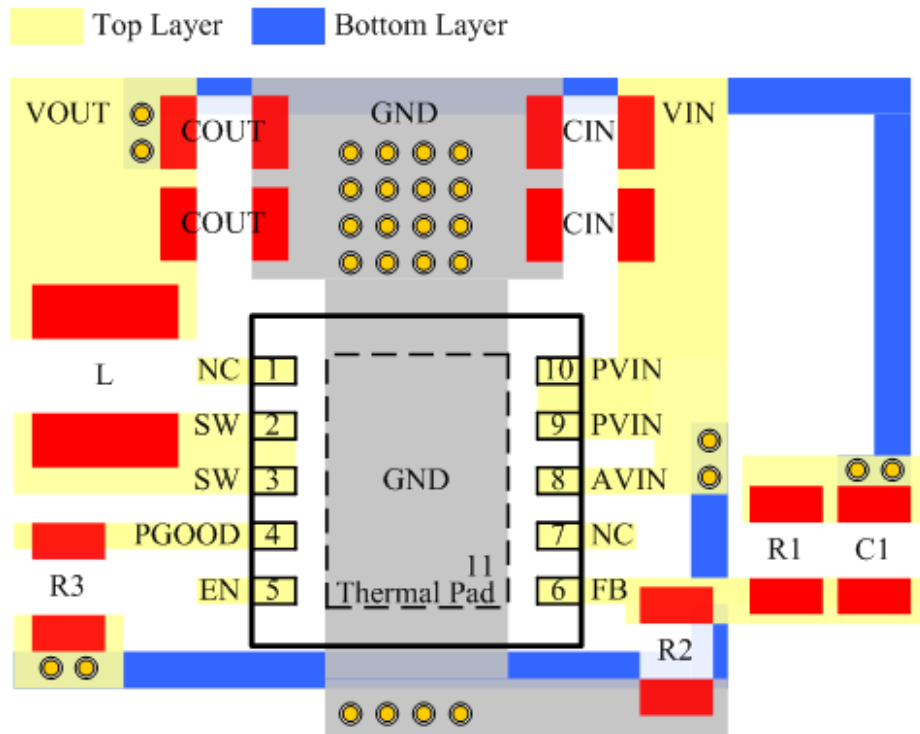 Top Layer Bottom Layer
VOUT GND VIN
COUT CIN
COUT CIN
L
NC 1 10 PVIN
SW 2 9 PVIN
SW 3 GND 8 AVIN
PGOOD 4 7 NC
R1 C1
11
R3 EN 5 Thermal Pad 6 FB
R2